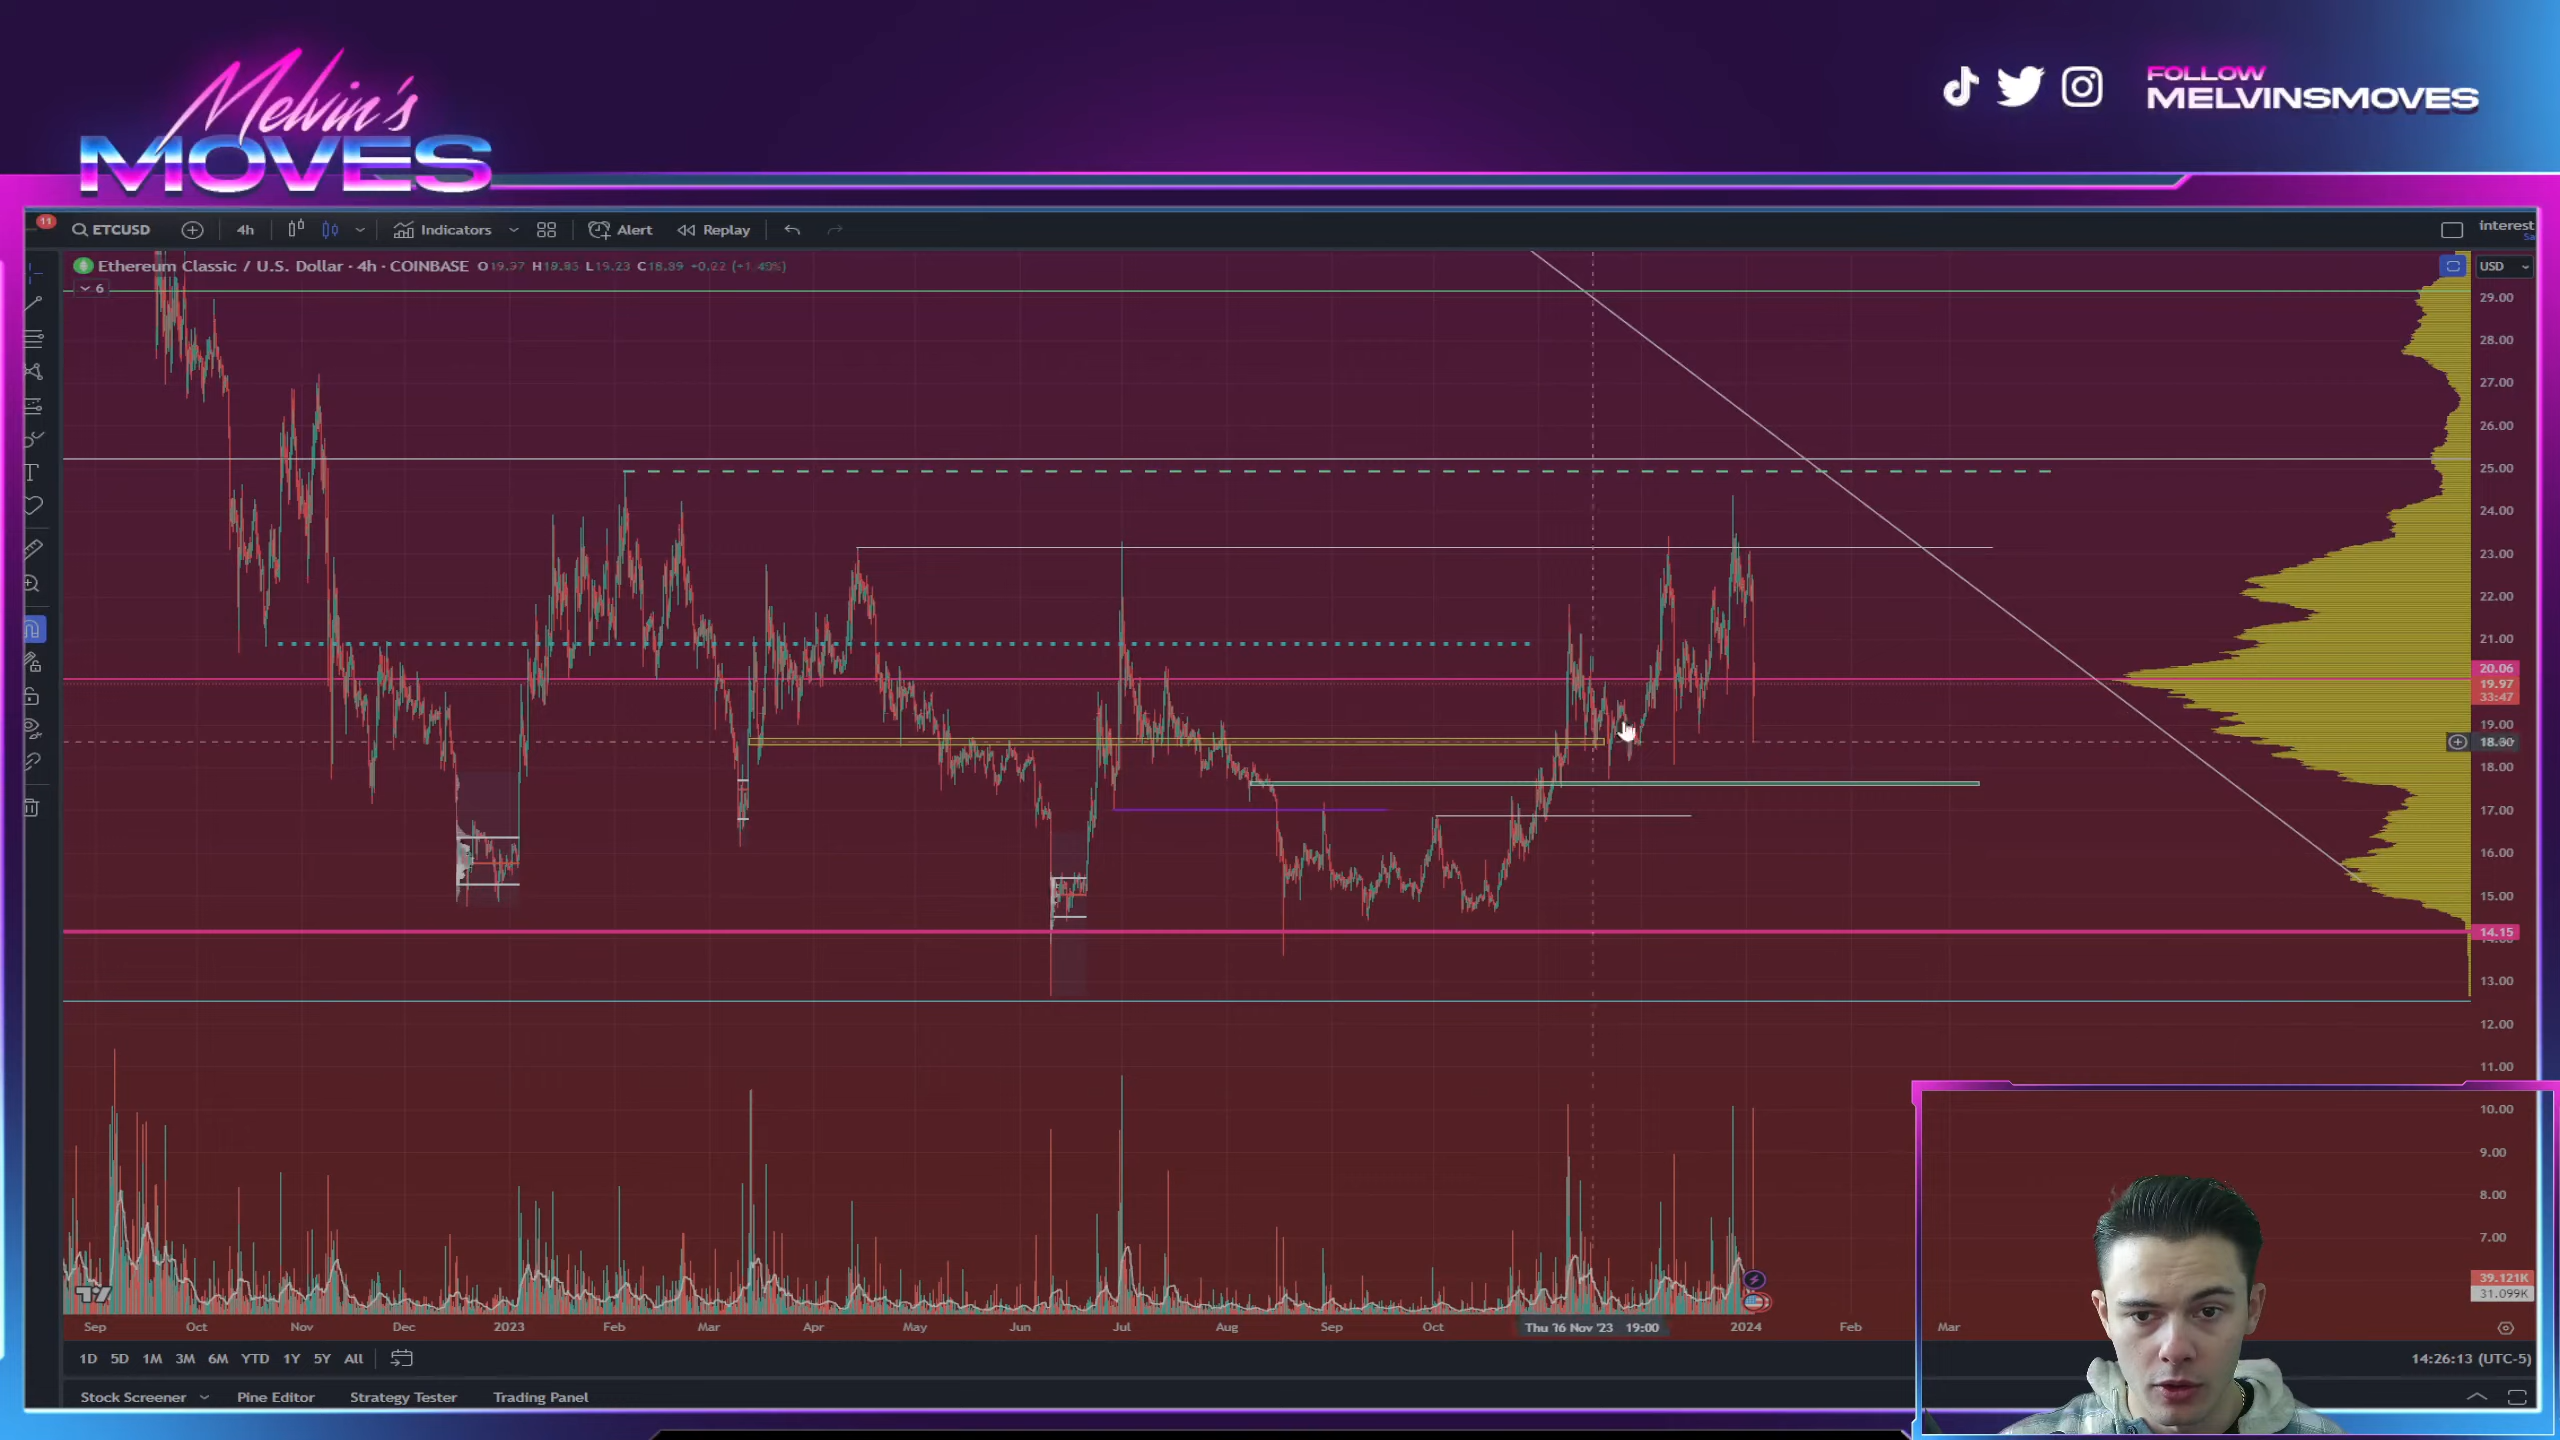 Melvin's
MOVES
FOLLOW
MELVINSMOVES
11
ETCUSD
4h
Indicators
Alert
Replay
interest
Ethereum Classic / U.S. Dollar · 4h · COINBASE
6
USD
29.00
28.00
27.00
26.00
25.00
24.00
23.00
22.00
21.00
20.06
19.97
33:47
19.00
18.00
17.00
16.00
15.00
14.15
13.00
12.00
11.00
10.00
9.00
8.00
7.00
39.121K
31.099K
Sep
Oct
Nov
Dec
2023
Feb
Mar
Apr
May
Jun
Jul
Aug
Sep
Oct
19:00
2024
Feb
Mar
1D 5D 1M 3M 6M YTD 1Y 5Y All
14:26:13 (UTC-5)
Stock Screener
Pine Editor
Strategy Tester
Trading Panel